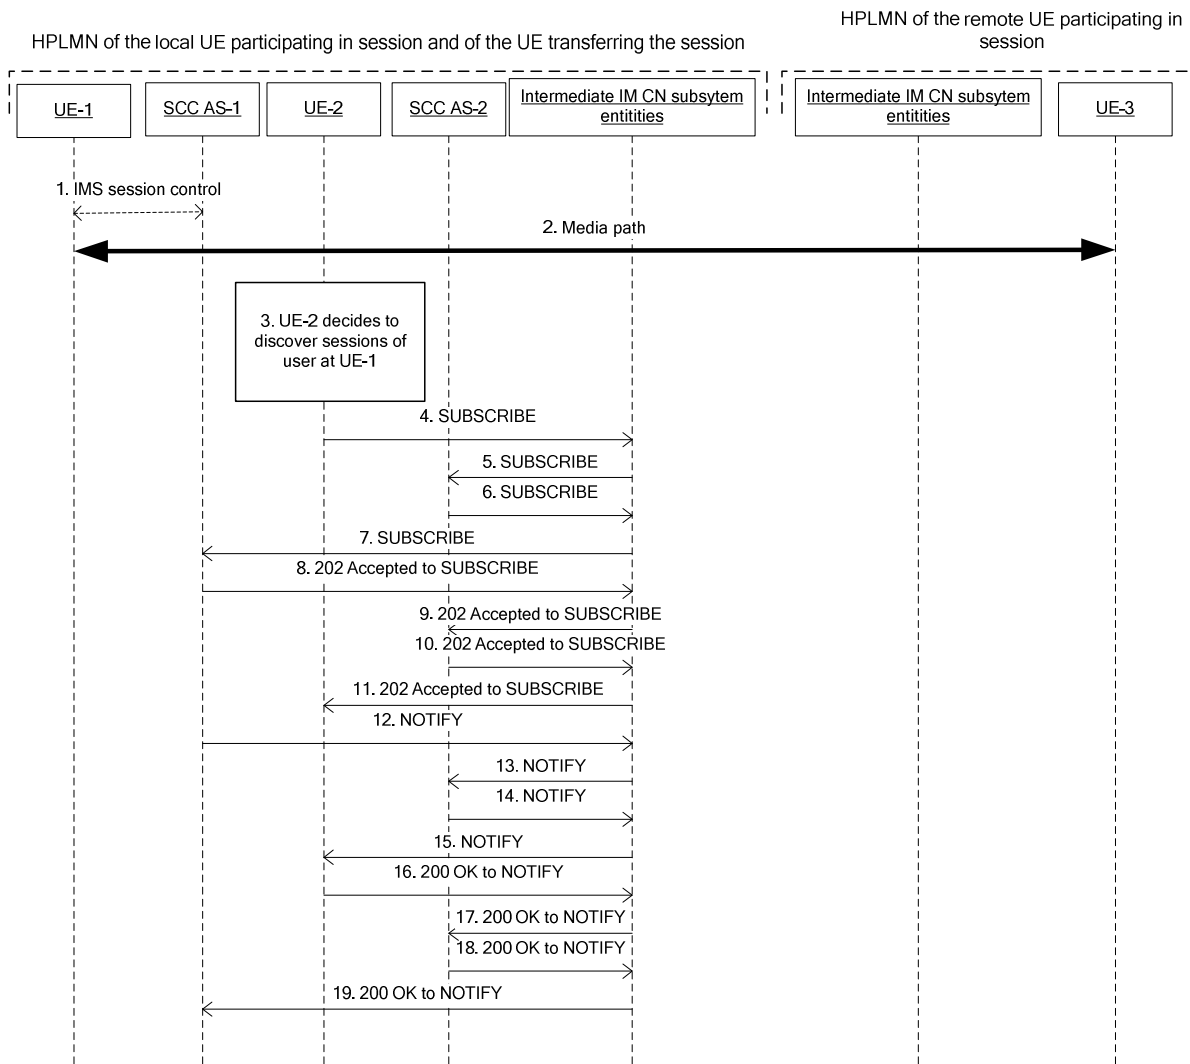 HPLMN of the local UE participating in session and of the UE transferring the session
HPLMN of the remote UE participating in
session
UE-1
SCC AS-1
UE-2
SCC AS-2
Intermediate IM CN subsytem
entitities
Intermediate IM CN subsytem
entitities
UE-3
1. IMS session control
2. Media path
3. UE-2 decides to
discover sessions of
user at UE-1
4. SUBSCRIBE
5. SUBSCRIBE
6. SUBSCRIBE
7. SUBSCRIBE
8. 202 Accepted to SUBSCRIBE
9. 202 Accepted to SUBSCRIBE
10. 202 Accepted to SUBSCRIBE
11. 202 Accepted to SUBSCRIBE
12. NOTIFY
13. NOTIFY
14. NOTIFY
15. NOTIFY
16. 200 OK to NOTIFY
17. 200 OK to NOTIFY
18. 200 OK to NOTIFY
19. 200 OK to NOTIFY